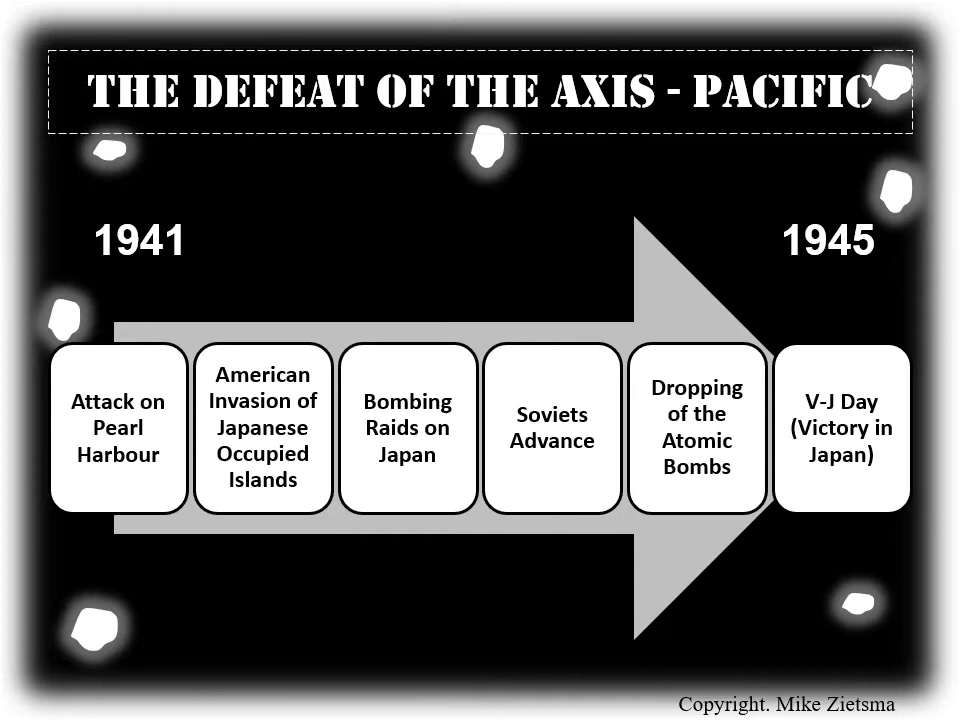 THE DEFEAT OF THE AXIS - PACIFIC
1941
1945
Attack on
Pearl
Harbour
American
Invasion of
Japanese
Occupied
Islands
Bombing
Raids on
Japan
Soviets
Advance
Dropping
of the
Atomic
Bombs
V-J Day
(Victory in
Japan)
Copyright. Mike Zietsma